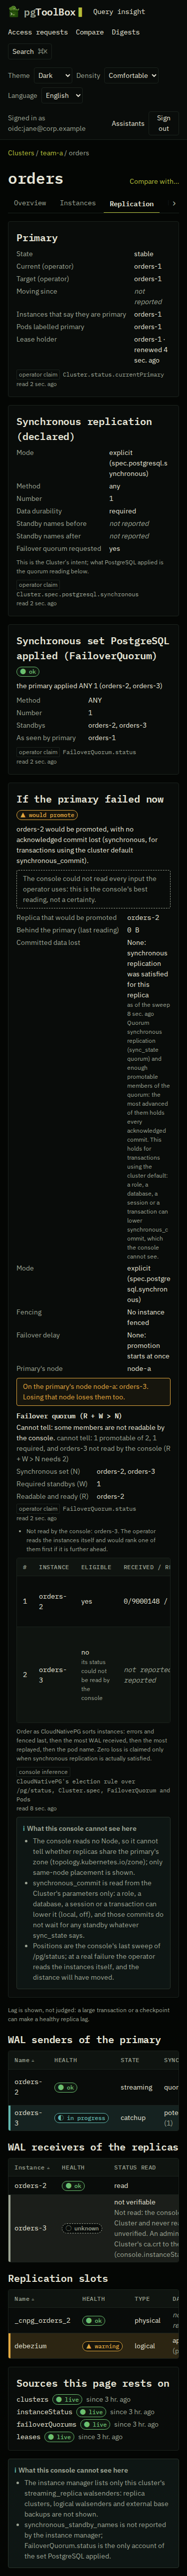 pgToolBox Query insight
Access requests Compare Digests
Search ⌘K
Theme Dark Density Comfortable
Language English
Signed in as
oidc:jane@corp.example
Assistants
Sign
out
Clusters / team-a / orders
orders
Compare with…
Overview Instances Replication ›
Primary
State stable
Current (operator) orders-1
Target (operator) orders-1
Moving since not
reported
Instances that say they are primary orders-1
Pods labelled primary orders-1
Lease holder orders-1 ·
renewed 4
sec. ago
operator claim Cluster.status.currentPrimary
read 2 sec. ago
Synchronous replication
(declared)
Mode explicit
(spec.postgresql.s
ynchronous)
Method any
Number 1
Data durability required
Standby names before not reported
Standby names after not reported
Failover quorum requested yes
This is the Cluster's intent; what PostgreSQL applied is
the quorum reading below.
operator claim
Cluster.spec.postgresql.synchronous
read 2 sec. ago
Synchronous set PostgreSQL
applied (FailoverQuorum)
ok
the primary applied ANY 1 (orders-2, orders-3)
Method ANY
Number 1
Standbys orders-2, orders-3
As seen by primary orders-1
operator claim FailoverQuorum.status
read 2 sec. ago
If the primary failed now
would promote
orders-2 would be promoted, with no
acknowledged commit lost (synchronous, for
transactions using the cluster default
synchronous_commit).
The console could not read every input the
operator uses: this is the console's best
reading, not a certainty.
Replica that would be promoted orders-2
Behind the primary (last reading) 0 B
Committed data lost None:
synchronous
replication
was satisfied
for this
replica
as of the sweep
8 sec. ago
Quorum
synchronous
replication
(sync_state
quorum) and
enough
promotable
members of the
quorum: the
most advanced
of them holds
every
acknowledged
commit. This
holds for
transactions
using the
cluster default:
a role, a
database, a
session or a
transaction can
lower
synchronous_c
ommit, which
the console
cannot see.
Mode explicit
(spec.postgre
sql.synchron
ous)
Fencing No instance
fenced
Failover delay None:
promotion
starts at once
Primary's node node-a
On the primary's node node-a: orders-3.
Losing that node loses them too.
Failover quorum (R + W > N)
Cannot tell: some members are not readable by
the console. cannot tell: 1 promotable of 2, 1
required, and orders-3 not read by the console (R
+ W > N needs 2)
Synchronous set (N) orders-2, orders-3
Required standbys (W) 1
Readable and ready (R) orders-2
operator claim FailoverQuorum.status
read 2 sec. ago
Not read by the console: orders-3. The operator
reads the instances itself and would rank one of
them first if it is further ahead.
# INSTANCE ELIGIBLE RECEIVED /
1 orders-
2 yes 0/9000148 /
2 orders-
3 no
its status
could not
be read by
the
console
not reported
reported
Order as CloudNativePG sorts instances: errors and
fenced last, then the most WAL received, then the most
replayed, then the pod name. Zero loss is claimed only
when synchronous replication is actually satisfied.
console inference
CloudNativePG's election rule over
/pg/status, Cluster.spec, FailoverQuorum and
Pods
read 8 sec. ago
i What this console cannot see here
The console reads no Node, so it cannot
tell whether replicas share the primary's
zone (topology.kubernetes.io/zone); only
same-node placement is shown.
synchronous_commit is read from the
Cluster's parameters only: a role, a
database, a session or a transaction can
lower it (local, off), and those commits do
not wait for any standby whatever
sync_state says.
Positions are the console's last sweep of
/pg/status; at a real failover the operator
reads the instances itself, and the
distance will have moved.
Lag is shown, not judged: a large transaction or a checkpoint
can make a healthy replica lag.
WAL senders of the primary
Name HEALTH STATE SYNC
orders-
2 ok streaming
orders-
3 in progress catchup
(1)
WAL receivers of the replicas
Instance HEALTH STATUS READ
orders-2 ok read
orders-3 unknown not verifiable
Not read: the console
Cluster and never re
unverified. An admin
Cluster's ca.crt to the
(console.instanceSt
Replication slots
Name HEALTH TYPE
_cnpg_orders_2 ok physical
debezium warning logical
Sources this page rests on
clusters live since 3 hr. ago
instanceStatus live since 3 hr. ago
failoverQuorums live since 3 hr. ago
leases live since 3 hr. ago
i What this console cannot see here
The instance manager lists only this cluster's
streaming_replica walsenders: replica
clusters, logical walsenders and external base
backups are not shown.
synchronous_standby_names is not reported
by the instance manager;
FailoverQuorum.status is the only account of
the set PostgreSQL applied.